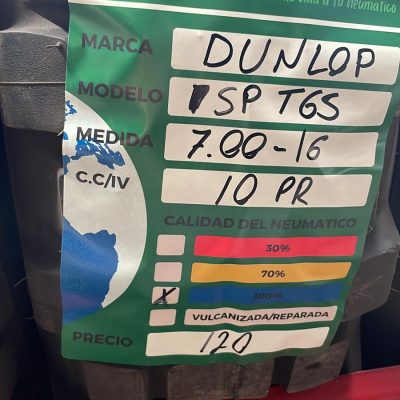 vida a tu neumático
MARCA DUNLOP
MODELO SP TGS
MEDIDA 7.00-16
C.C/IV 10 PR
CALIDAD DEL NEUMATICO
30%
70%
X 100%
VULCANIZADA/REPARADA
PRECIO 120